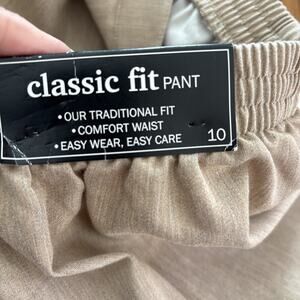 classic fit PANT
• OUR TRADITIONAL FIT
• COMFORT WAIST
• EASY WEAR, EASY CARE 10